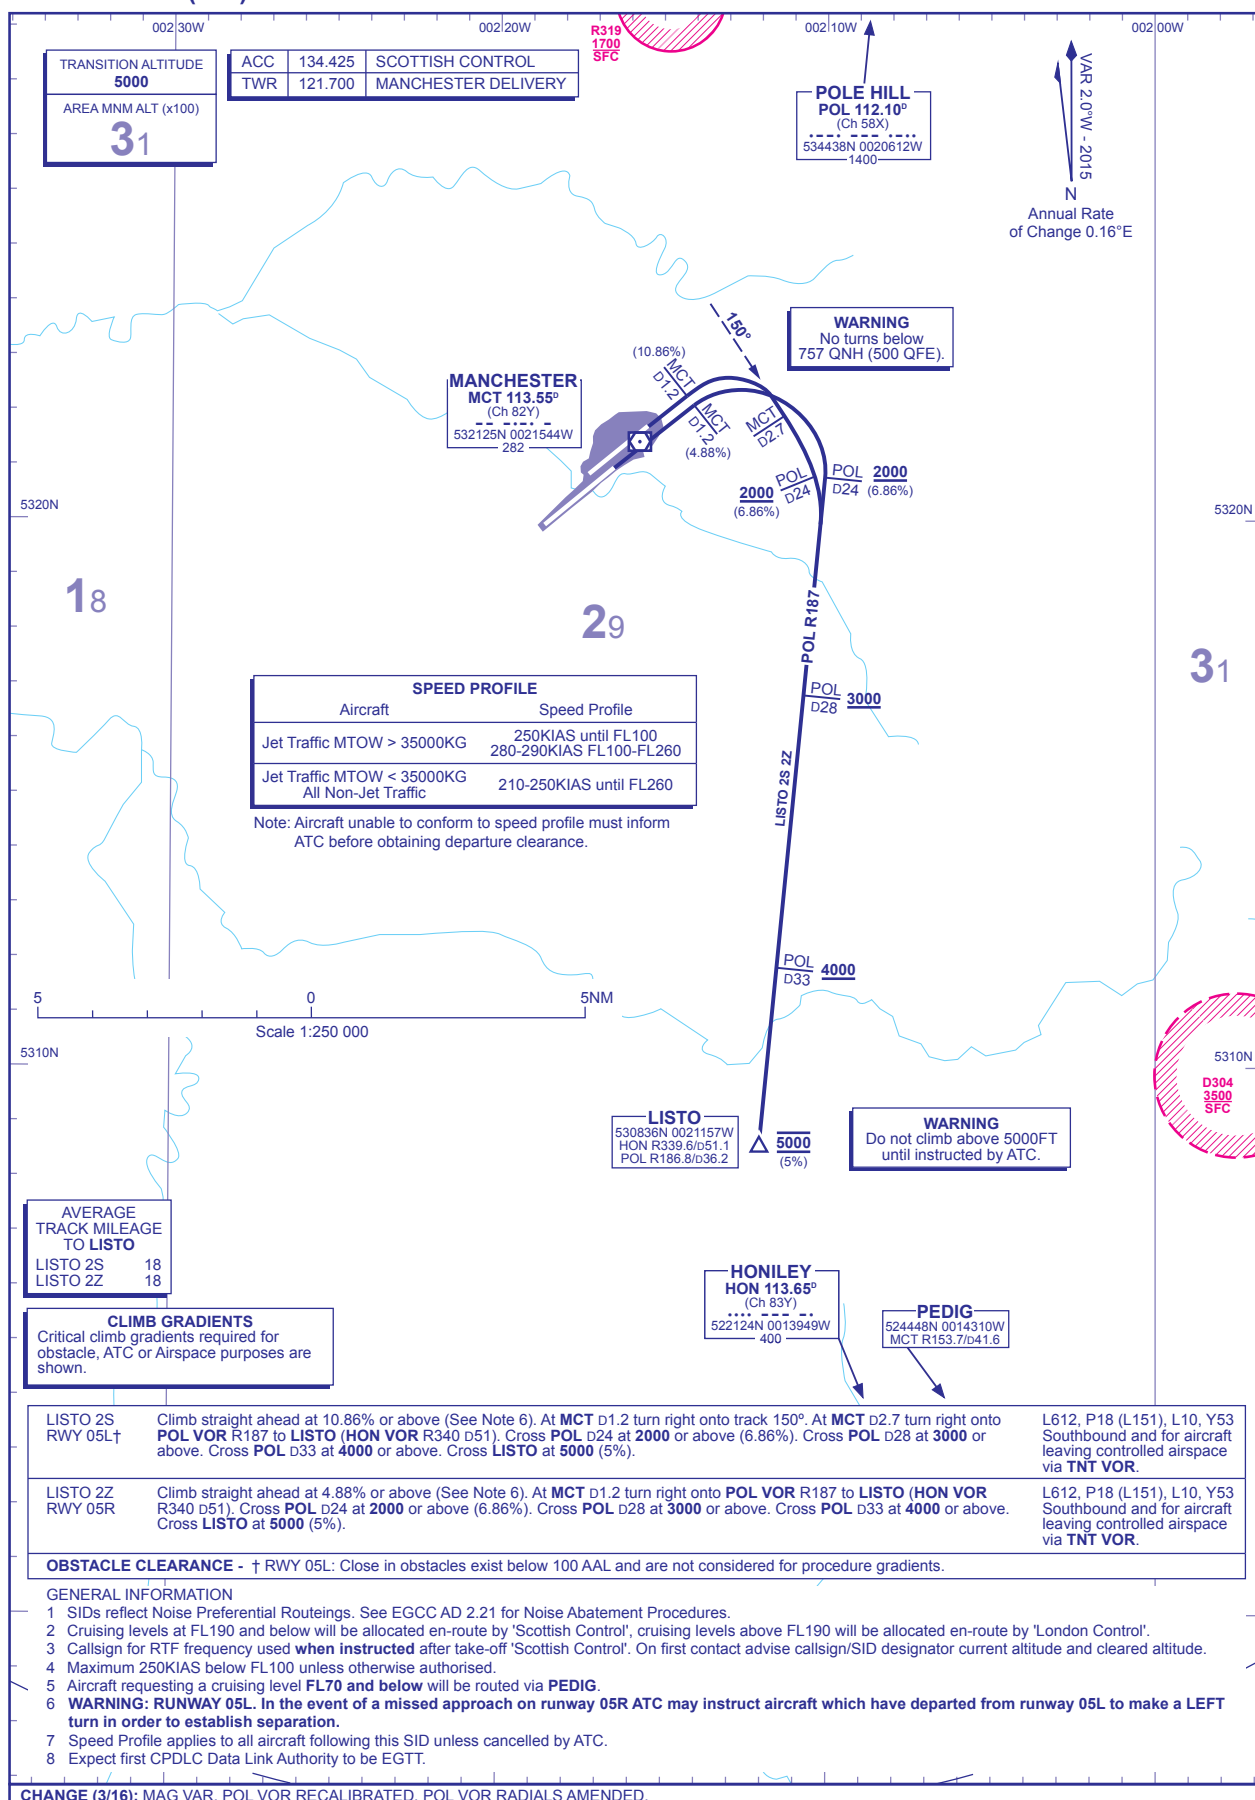 002 30W
002 20W
002 10W
002 00W
R319
1700
SFC
TRANSITION ALTITUDE
5000
AREA MNM ALT (x100)
31
ACC 134.425 SCOTTISH CONTROL
TWR 121.700 MANCHESTER DELIVERY
POLE HILL
POL 112.10ᴰ
(Ch 58X)
534438N 0020612W
1400
VAR 2.0°W - 2015
N
Annual Rate
of Change 0.16°E
WARNING
No turns below
757 QNH (500 QFE).
150°
(10.86%)
MCT
D1.2
MCT
D1.2
(4.88%)
MCT
D2.7
MANCHESTER
MCT 113.55ᴰ
(Ch 82Y)
532125N 0021544W
282
POL
D24
2000
(6.86%)
POL
D24
2000
(6.86%)
5320N
5320N
18
29
31
POL R187
POL
D28
3000
LISTO 2S 2Z
SPEED PROFILE
Aircraft Speed Profile
Jet Traffic MTOW > 35000KG 250KIAS until FL100
280-290KIAS FL100-FL260
Jet Traffic MTOW < 35000KG
All Non-Jet Traffic 210-250KIAS until FL260
Note: Aircraft unable to conform to speed profile must inform
ATC before obtaining departure clearance.
POL
D33
4000
5 0 5NM
Scale 1:250 000
5310N
5310N
D304
3500
SFC
LISTO
530836N 0021157W
HON R339.6/D51.1
POL R186.8/D36.2
5000
(5%)
WARNING
Do not climb above 5000FT
until instructed by ATC.
AVERAGE
TRACK MILEAGE
TO LISTO
LISTO 2S 18
LISTO 2Z 18
HONILEY
HON 113.65ᴰ
(Ch 83Y)
522124N 0013949W
400
PEDIG
524448N 0014310W
MCT R153.7/D41.6
CLIMB GRADIENTS
Critical climb gradients required for
obstacle, ATC or Airspace purposes are
shown.
LISTO 2S
RWY 05L†
Climb straight ahead at 10.86% or above (See Note 6). At MCT D1.2 turn right onto track 150º. At MCT D2.7 turn right onto
POL VOR R187 to LISTO (HON VOR R340 D51). Cross POL D24 at 2000 or above (6.86%). Cross POL D28 at 3000 or
above. Cross POL D33 at 4000 or above. Cross LISTO at 5000 (5%).
L612, P18 (L151), L10, Y53
Southbound and for aircraft
leaving controlled airspace
via TNT VOR.
LISTO 2Z
RWY 05R
Climb straight ahead at 4.88% or above (See Note 6). At MCT D1.2 turn right onto POL VOR R187 to LISTO (HON VOR
R340 D51). Cross POL D24 at 2000 or above (6.86%). Cross POL D28 at 3000 or above. Cross POL D33 at 4000 or above.
Cross LISTO at 5000 (5%).
L612, P18 (L151), L10, Y53
Southbound and for aircraft
leaving controlled airspace
via TNT VOR.
OBSTACLE CLEARANCE - † RWY 05L: Close in obstacles exist below 100 AAL and are not considered for procedure gradients.
GENERAL INFORMATION
1 SIDs reflect Noise Preferential Routeings. See EGCC AD 2.21 for Noise Abatement Procedures.
2 Cruising levels at FL190 and below will be allocated en-route by 'Scottish Control', cruising levels above FL190 will be allocated en-route by 'London Control'.
3 Callsign for RTF frequency used when instructed after take-off 'Scottish Control'. On first contact advise callsign/SID designator current altitude and cleared altitude.
4 Maximum 250KIAS below FL100 unless otherwise authorised.
5 Aircraft requesting a cruising level FL70 and below will be routed via PEDIG.
6 WARNING: RUNWAY 05L. In the event of a missed approach on runway 05R ATC may instruct aircraft which have departed from runway 05L to make a LEFT
turn in order to establish separation.
7 Speed Profile applies to all aircraft following this SID unless cancelled by ATC.
8 Expect first CPDLC Data Link Authority to be EGTT.
CHANGE (3/16): MAG VAR. POL VOR RECALIBRATED. POL VOR RADIALS AMENDED.